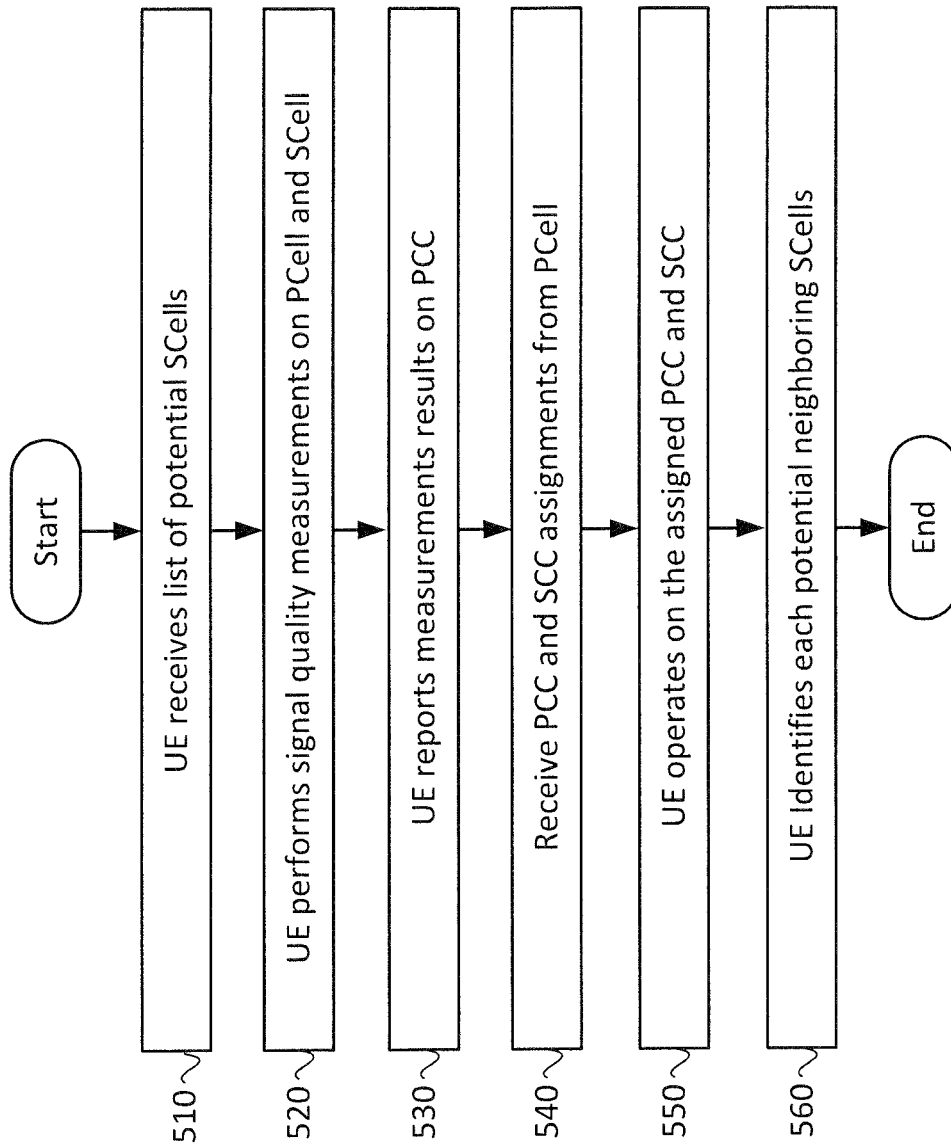 Start
510
UE receives list of potential SCells
520
UE performs signal quality measurements on PCell and SCell
530
UE reports measurements results on PCC
540
Receive PCC and SCC assignments from PCell
550
UE operates on the assigned PCC and SCC
560
UE Identifies each potential neighboring SCells
End